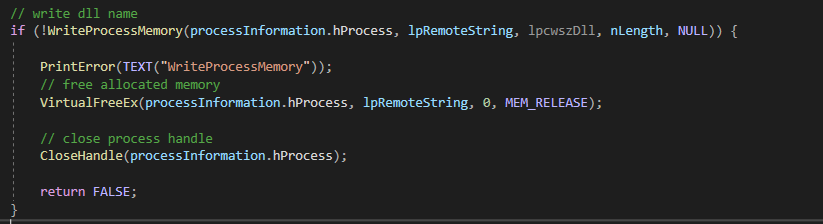 // write dll name
if (!WriteProcessMemory(processInformation.hProcess, lpRemoteString, lpcwszDll, nLength, NULL)) {
PrintError(TEXT("WriteProcessMemory"));
// free allocated memory
VirtualFreeEx(processInformation.hProcess, lpRemoteString, 0, MEM_RELEASE);
// close process handle
CloseHandle(processInformation.hProcess);
return FALSE;
}